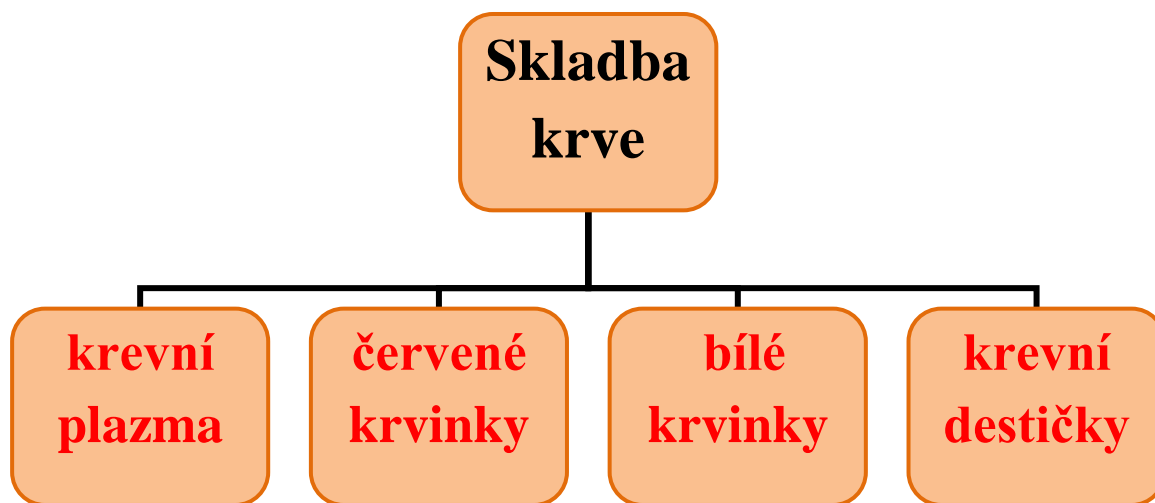 Skladba
krve
krevní
plazma
červené
krvinky
bílé
krvinky
krevní
destičky